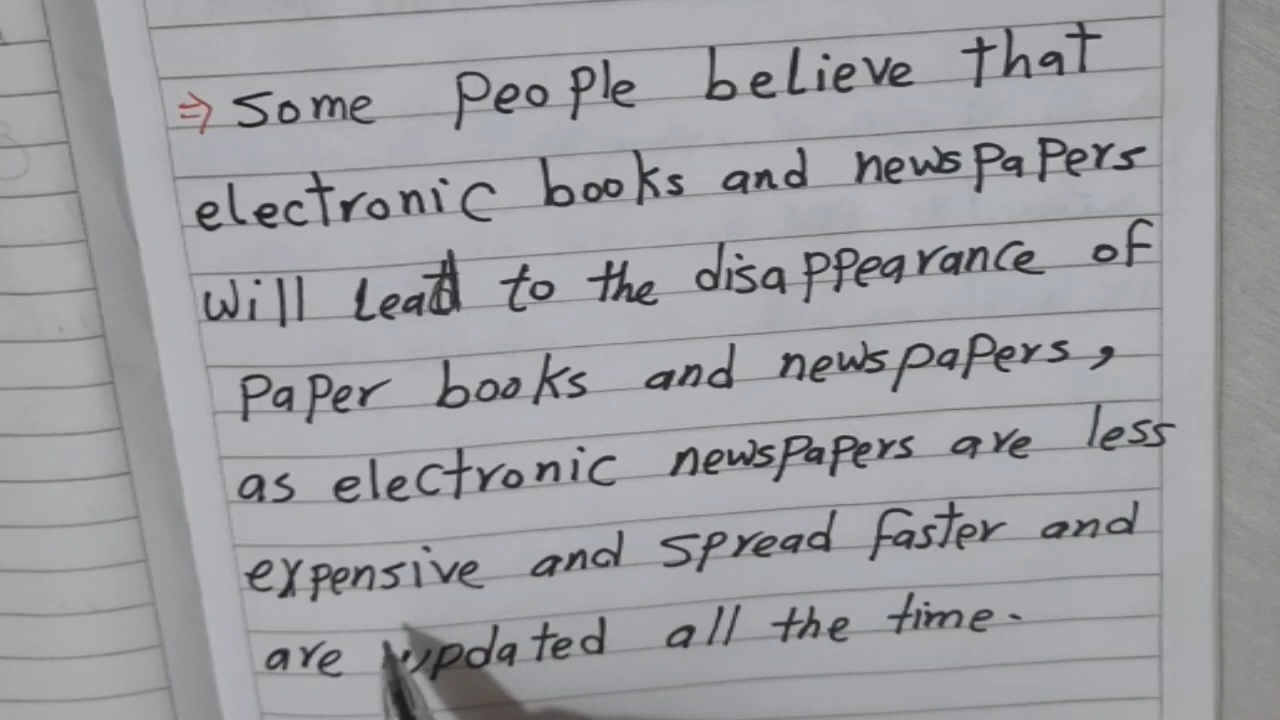 ⇒ Some People believe that
electronic books and newspapers
will lead to the disappearance of
Paper books and newspapers,
as electronic newspapers are less
expensive and spread faster and
are updated all the time.